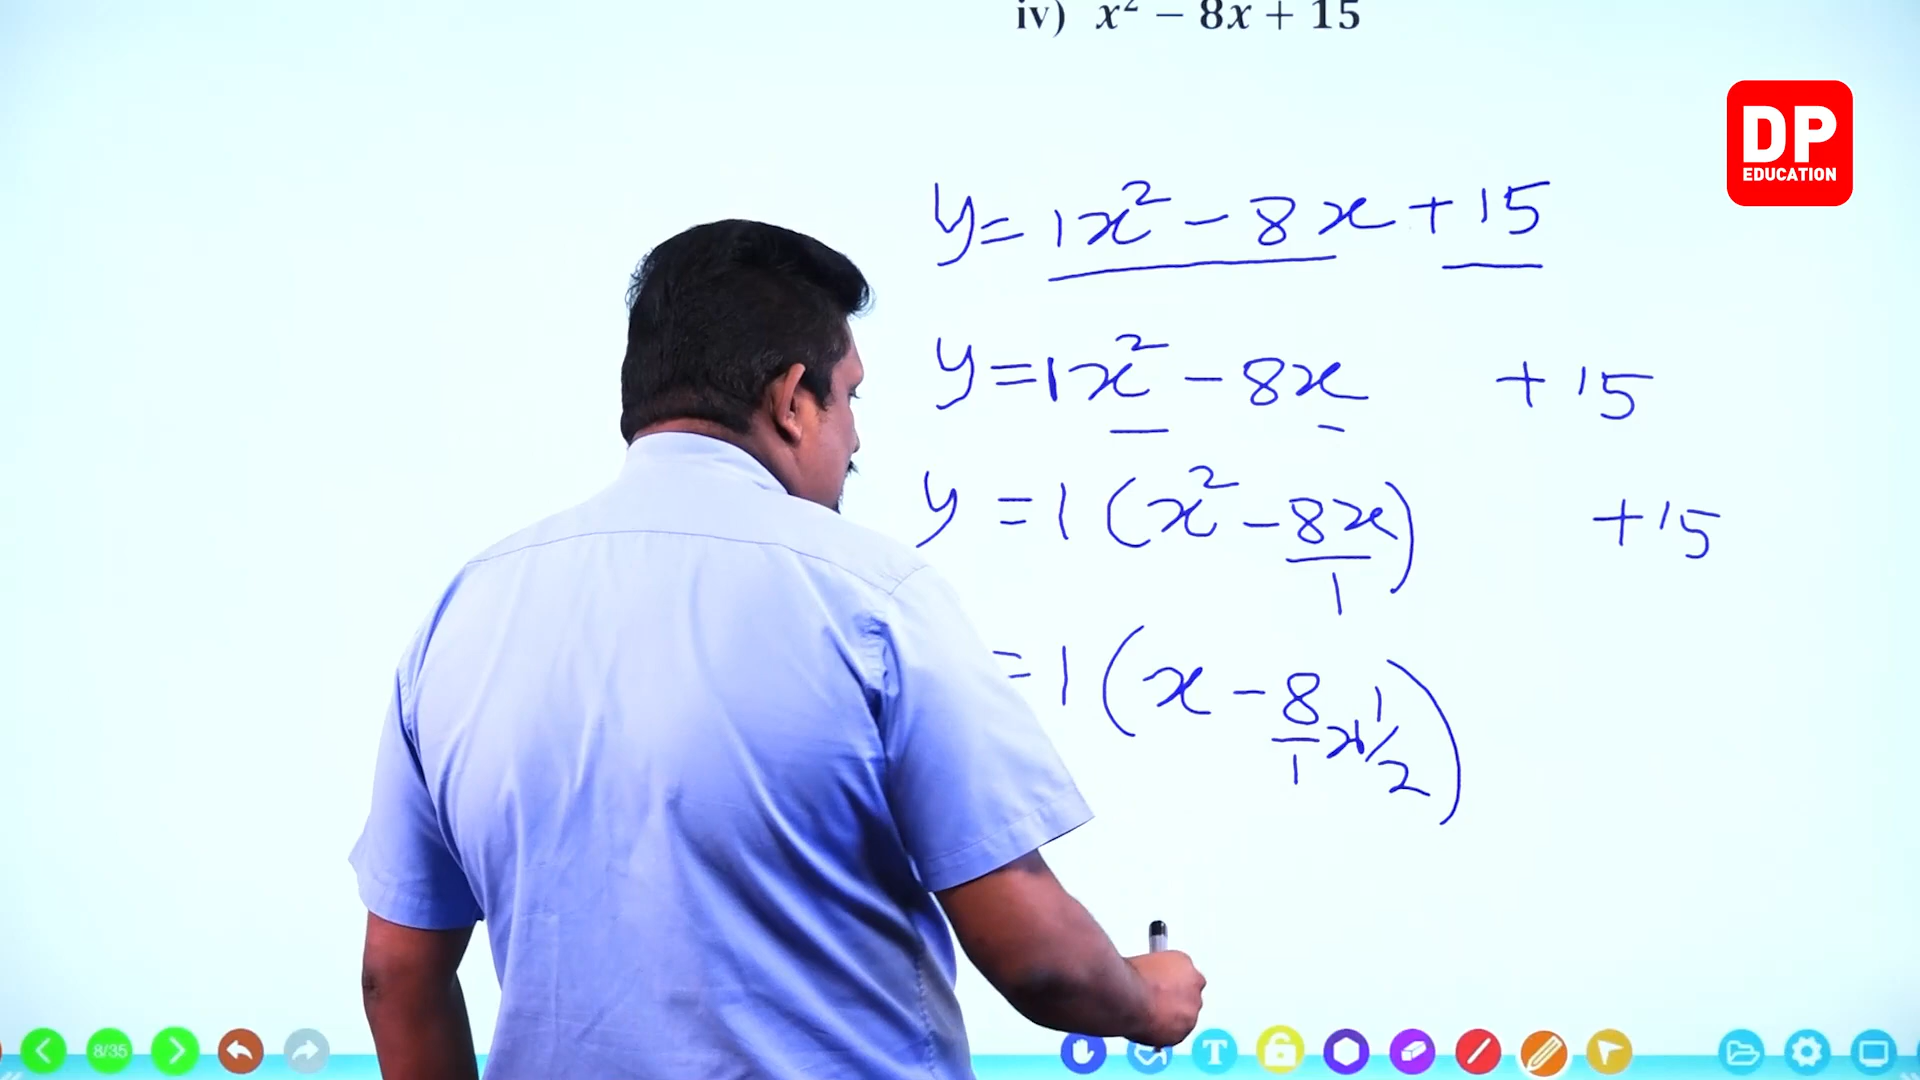 iv) x² − 8x + 15
DP
EDUCATION
y = 1x² − 8x + 15
y = 1x² − 8x + 15
y = 1 (x² − 8x/1) + 15
= 1 (x − 8/1 × 1/2)
8/35
T